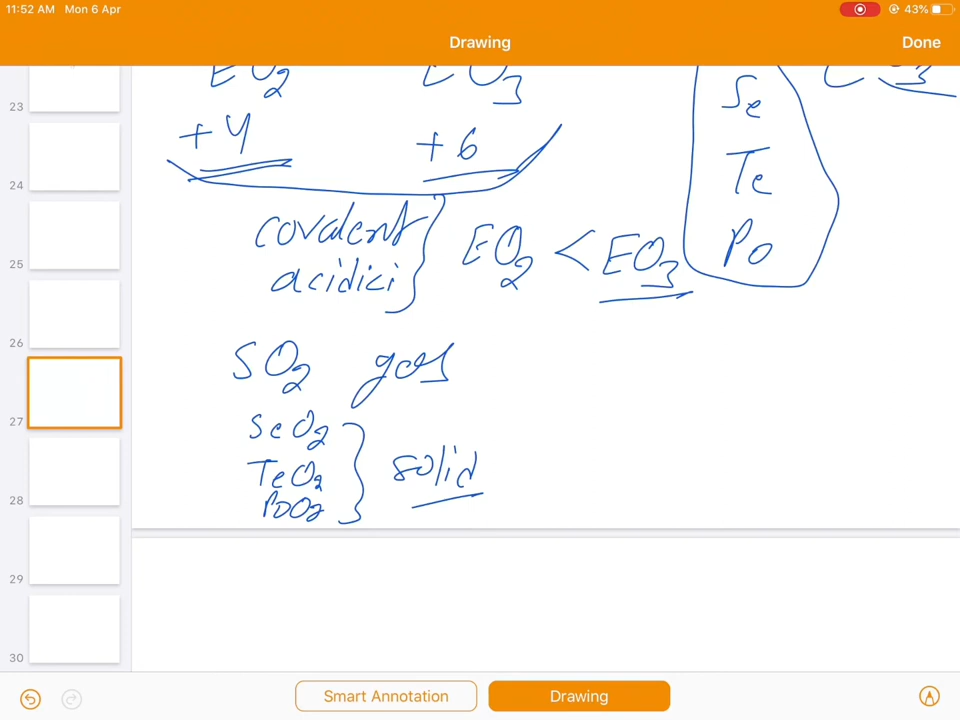 11:52 AM Mon 6 Apr
43%
Drawing
Done
EO2 EO3
+4 +6
Se
Te
Po
covalent
acidici
EO2 < EO3
SO2 gas
SeO2
TeO2
PoO2
solid
23
24
25
26
27
28
29
30
Smart Annotation
Drawing